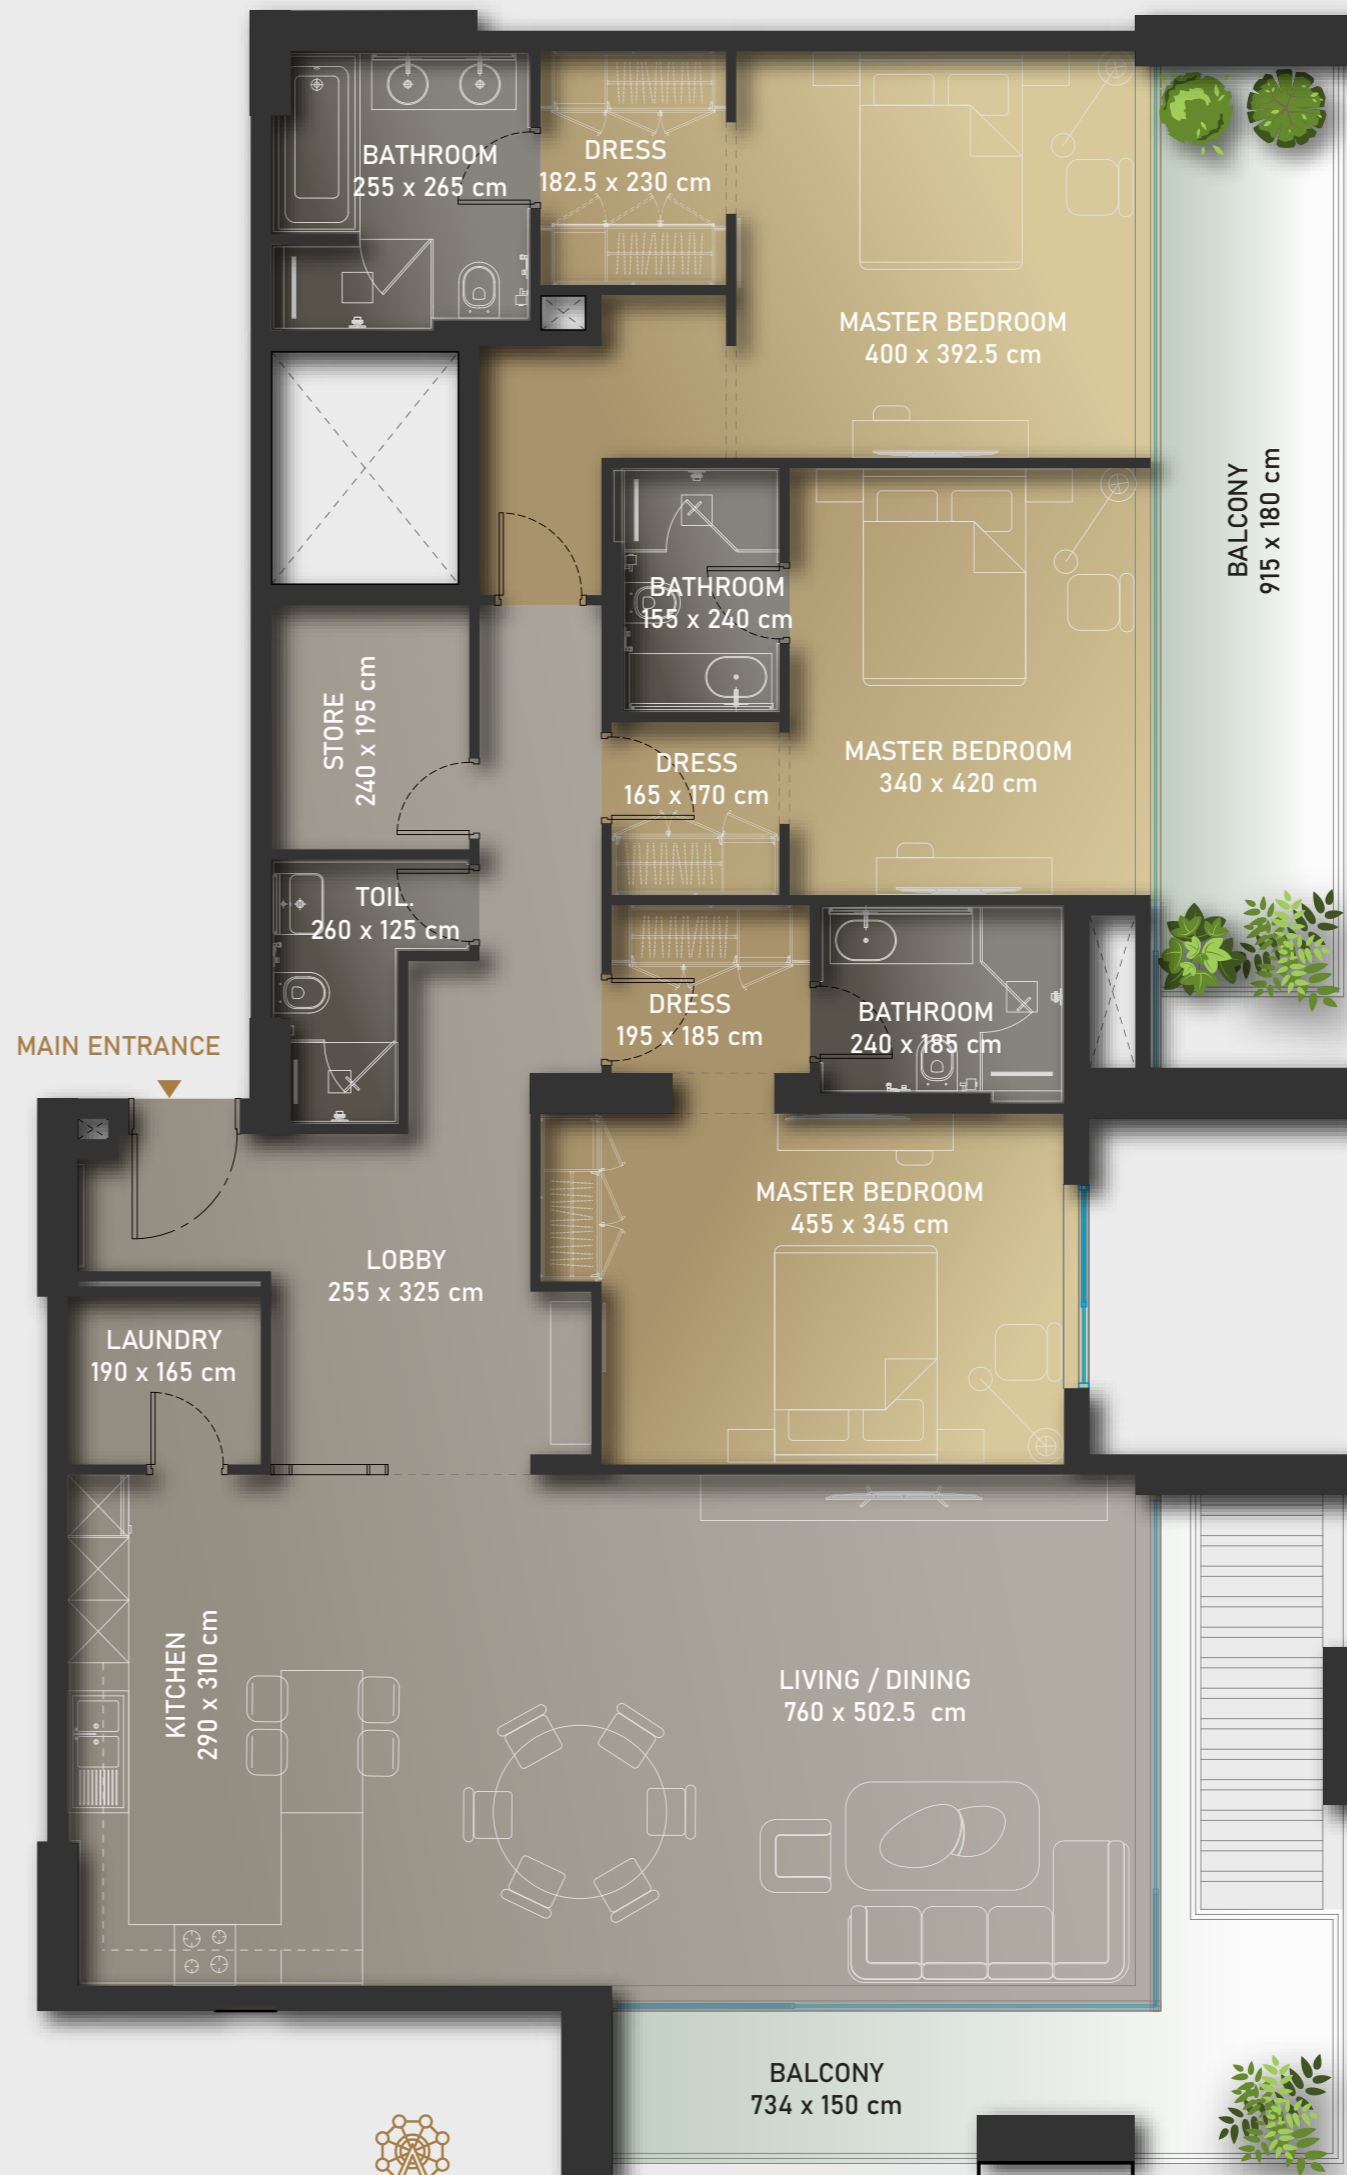 BATHROOM
255 x 265 cm
DRESS
182.5 x 230 cm
MASTER BEDROOM
400 x 392.5 cm
BALCONY
915 x 180 cm
BATHROOM
155 x 240 cm
STORE
240 x 195 cm
DRESS
165 x 170 cm
MASTER BEDROOM
340 x 420 cm
TOIL.
260 x 125 cm
DRESS
195 x 185 cm
BATHROOM
240 x 185 cm
MAIN ENTRANCE
MASTER BEDROOM
455 x 345 cm
LOBBY
255 x 325 cm
LAUNDRY
190 x 165 cm
KITCHEN
290 x 310 cm
LIVING / DINING
760 x 502.5 cm
BALCONY
734 x 150 cm